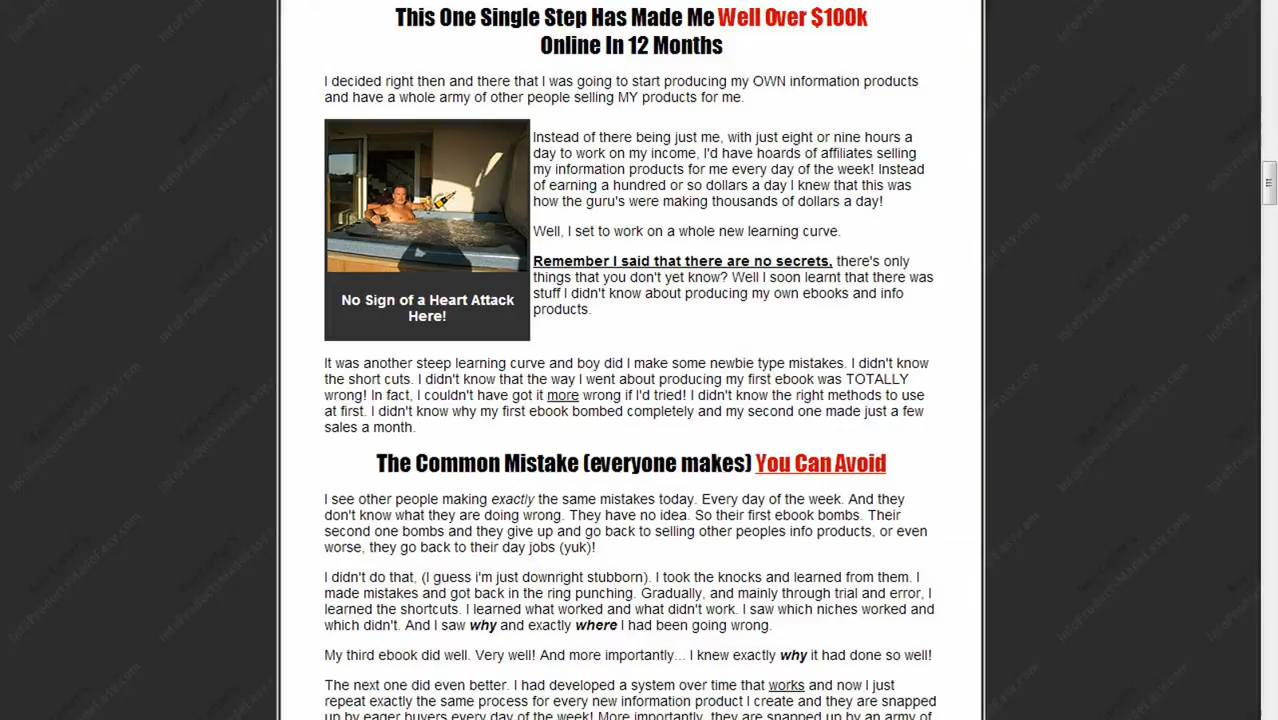 This One Single Step Has Made Me Well Over $100k
Online In 12 Months
I decided right then and there that I was going to start producing my OWN information products
and have a whole army of other people selling MY products for me.
Instead of there being just me, with just eight or nine hours a
day to work on my income, I'd have hoards of affiliates selling
my information products for me every day of the week! Instead
of earning a hundred or so dollars a day I knew that this was
how the guru's were making thousands of dollars a day!
Well, I set to work on a whole new learning curve.
Remember I said that there are no secrets, there's only
things that you don't yet know? Well I soon learnt that there was
stuff I didn't know about producing my own ebooks and info
products.
No Sign of a Heart Attack
Here!
It was another steep learning curve and boy did I make some newbie type mistakes. I didn't know
the short cuts. I didn't know that the way I went about producing my first ebook was TOTALLY
wrong! In fact, I couldn't have got it more wrong if I'd tried! I didn't know the right methods to use
at first. I didn't know why my first ebook bombed completely and my second one made just a few
sales a month.
The Common Mistake (everyone makes) You Can Avoid
I see other people making exactly the same mistakes today. Every day of the week. And they
don't know what they are doing wrong. They have no idea. So their first ebook bombs. Their
second one bombs and they give up and go back to selling other peoples info products, or even
worse, they go back to their day jobs (yuk)!
I didn't do that, (I guess i'm just downright stubborn). I took the knocks and learned from them. I
made mistakes and got back in the ring punching. Gradually, and mainly through trial and error, I
learned the shortcuts. I learned what worked and what didn't work. I saw which niches worked and
which didn't. And I saw why and exactly where I had been going wrong.
My third ebook did well. Very well! And more importantly... I knew exactly why it had done so well!
The next one did even better. I had developed a system over time that works and now I just
repeat exactly the same process for every new information product I create and they are snapped
up by eager buyers every day of the week! More importantly, they are snapped up by an army of